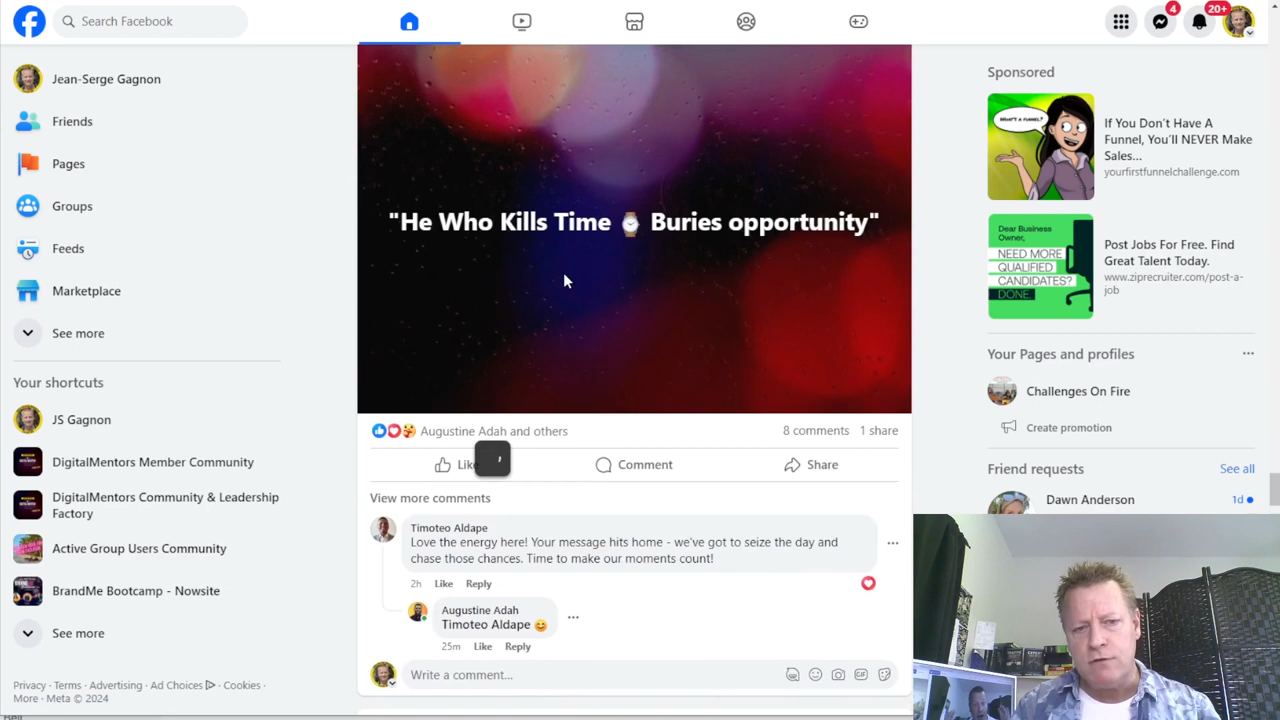 Search Facebook
4
20+
Jean-Serge Gagnon
Friends
Pages
Groups
Feeds
Marketplace
See more
Your shortcuts
JS Gagnon
DigitalMentors Member Community
DigitalMentors Community & Leadership
Factory
Active Group Users Community
BrandMe Bootcamp - Nowsite
See more
Privacy · Terms · Advertising · Ad Choices · Cookies ·
More · Meta © 2024
"He Who Kills Time ⌚ Buries opportunity"
Augustine Adah and others
8 comments 1 share
Like
,
Comment
Share
View more comments
Timoteo Aldape
Love the energy here! Your message hits home - we've got to seize the day and
chase those chances. Time to make our moments count!
2h Like Reply
Augustine Adah
Timoteo Aldape 😊
25m Like Reply
Write a comment...
GIF
Sponsored
WHAT'S A FUNNEL?
If You Don't Have A
Funnel, You'll NEVER Make
Sales...
yourfirstfunnelchallenge.com
Dear Business
Owner,
NEED MORE
QUALIFIED
CANDIDATES?
DONE.
Post Jobs For Free. Find
Great Talent Today.
www.ziprecruiter.com/post-a-
job
Your Pages and profiles
Challenges On Fire
Create promotion
Friend requests
See all
Dawn Anderson
1d